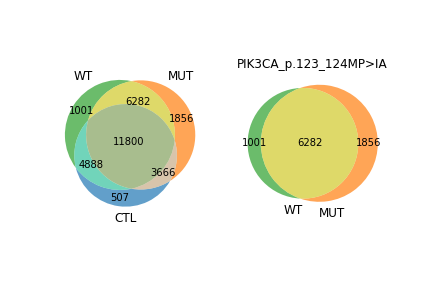 WT
MUT
1001
6282
1856
11800
4888
3666
507
CTL
PIK3CA_p.123_124MP>IA
1001
6282
1856
WT
MUT